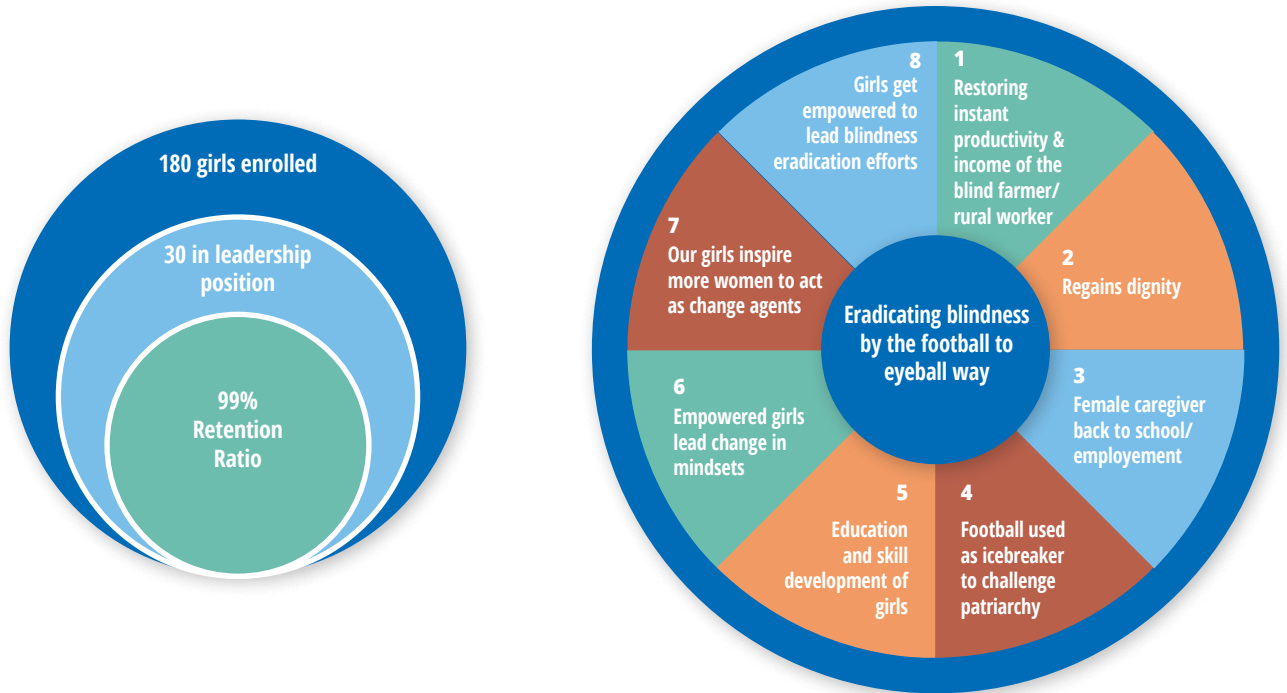 180 girls enrolled
30 in leadership
position
99%
Retention
Ratio
Eradicating blindness
by the football to
eyeball way
1
Restoring
instant
productivity &
income of the
blind farmer/
rural worker
2
Regains dignity
3
Female caregiver
back to school/
employement
4
Football used
as icebreaker
to challenge
patriarchy
5
Education
and skill
development of
girls
6
Empowered girls
lead change in
mindsets
7
Our girls inspire
more women to act
as change agents
8
Girls get
empowered to
lead blindness
eradication efforts